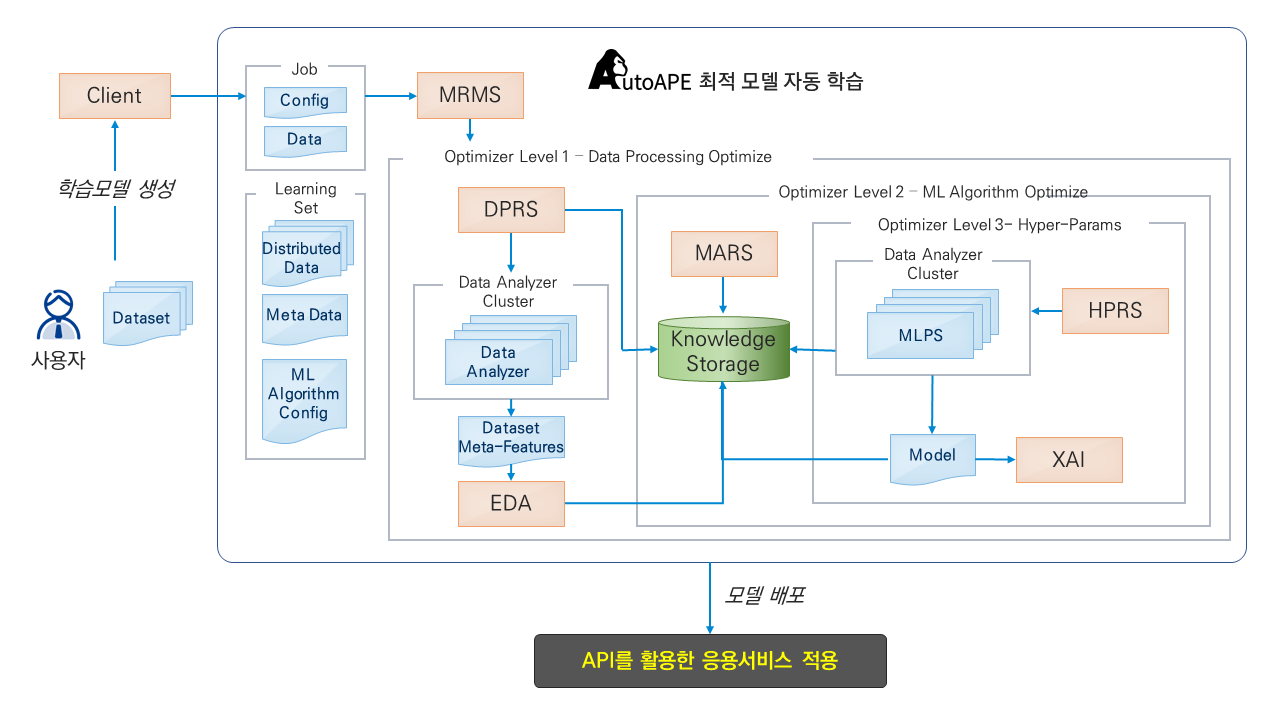 AutoAPE 최적 모델 자동 학습
Client
Job
Config
Data
MRMS
학습모델 생성
Dataset
사용자
Learning
Set
Distributed
Data
Meta Data
ML
Algorithm
Config
Optimizer Level 1 – Data Processing Optimize
DPRS
Data Analyzer
Cluster
Data
Analyzer
Dataset
Meta-Features
EDA
Optimizer Level 2 – ML Algorithm Optimize
MARS
Knowledge
Storage
Optimizer Level 3- Hyper-Params
Data Analyzer
Cluster
MLPS
HPRS
Model
XAI
모델 배포
API를 활용한 응용서비스 적용